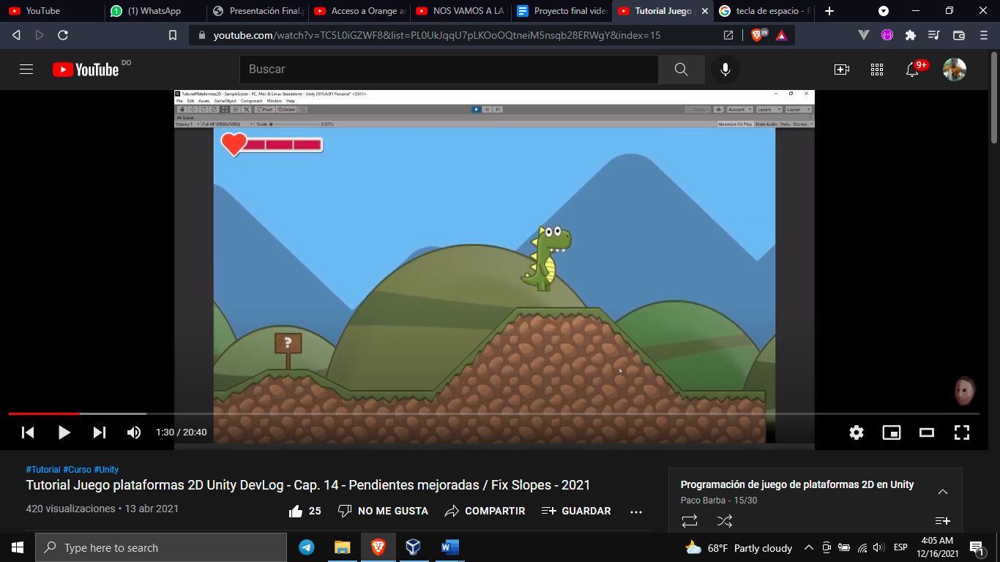 YouTube
(1) WhatsApp
Presentación Final.p
Acceso a Orange ar
NOS VAMOS A LA
Proyecto final video
Tutorial Juego
tecla de espacio - B
youtube.com/watch?v=TC5L0iGZWF8&list=PL0UkJqqU7pLKOoOQtneiM5nsqb28ERWgY&index=15
39
YouTube DO
Buscar
9+
TutorialPlataformas2D - SampleScene - PC, Mac & Linux Standalone - Unity 2019.4.0f1 Personal* <DX11>
File Edit Assets GameObject Component Window Help
Pivot Global Collab Account Layers Layout
Game
Display 1 Full HF (1920x1080) Scale 0.677x Maximize On Play Mute Audio Stats Gizmos
?
1:30 / 20:40
#Tutorial #Curso #Unity
Tutorial Juego plataformas 2D Unity DevLog - Cap. 14 - Pendientes mejoradas / Fix Slopes - 2021
420 visualizaciones • 13 abr 2021
25 NO ME GUSTA COMPARTIR GUARDAR
Programación de juego de plataformas 2D en Unity
Paco Barba - 15/30
Type here to search
68°F Partly cloudy
ESP
4:05 AM
12/16/2021
1